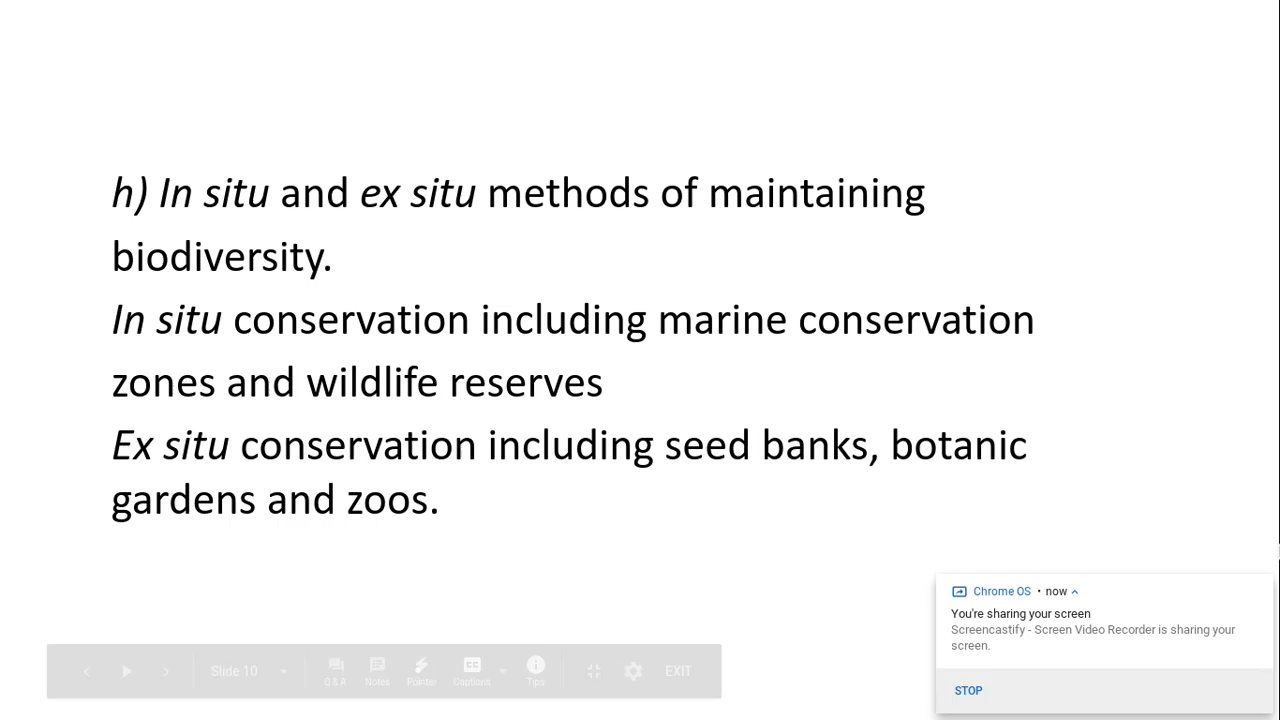 h) In situ and ex situ methods of maintaining
biodiversity.
In situ conservation including marine conservation
zones and wildlife reserves
Ex situ conservation including seed banks, botanic
gardens and zoos.
Chrome OS • now
You're sharing your screen
Screencastify - Screen Video Recorder is sharing your
screen.
STOP
Slide 10
Q & A
Notes
Pointer
CC
Captions
Tips
EXIT